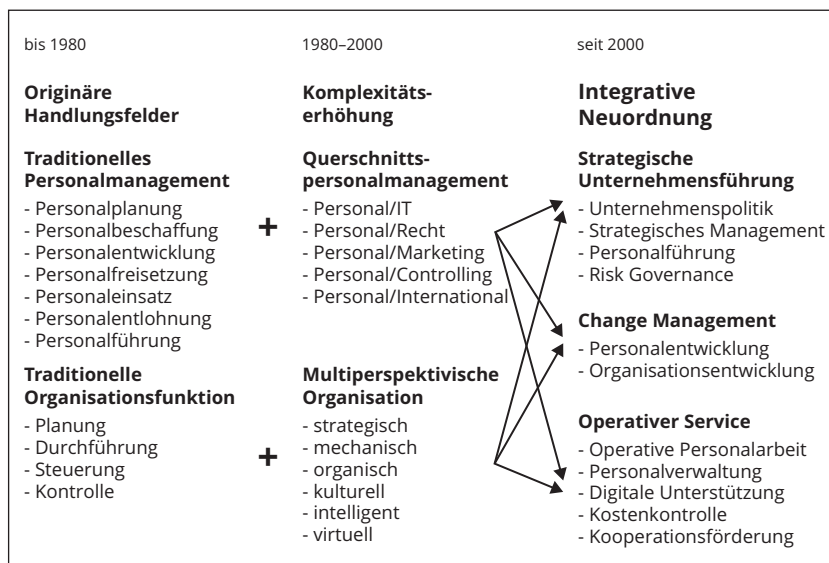 bis 1980
Originäre
Handlungsfelder
Traditionelles
Personalmanagement
- Personalplanung
- Personalbeschaffung
- Personalentwicklung
- Personalfreisetzung
- Personaleinsatz
- Personalentlohnung
- Personalführung
Traditionelle
Organisationsfunktion
- Planung
- Durchführung
- Steuerung
- Kontrolle
+
+
1980–2000
Komplexitäts-
erhöhung
Querschnitts-
personalmanagement
- Personal/IT
- Personal/Recht
- Personal/Marketing
- Personal/Controlling
- Personal/International
Multiperspektivische
Organisation
- strategisch
- mechanisch
- organisch
- kulturell
- intelligent
- virtuell
seit 2000
Integrative
Neuordnung
Strategische
Unternehmensführung
- Unternehmenspolitik
- Strategisches Management
- Personalführung
- Risk Governance
Change Management
- Personalentwicklung
- Organisationsentwicklung
Operativer Service
- Operative Personalarbeit
- Personalverwaltung
- Digitale Unterstützung
- Kostenkontrolle
- Kooperationsförderung